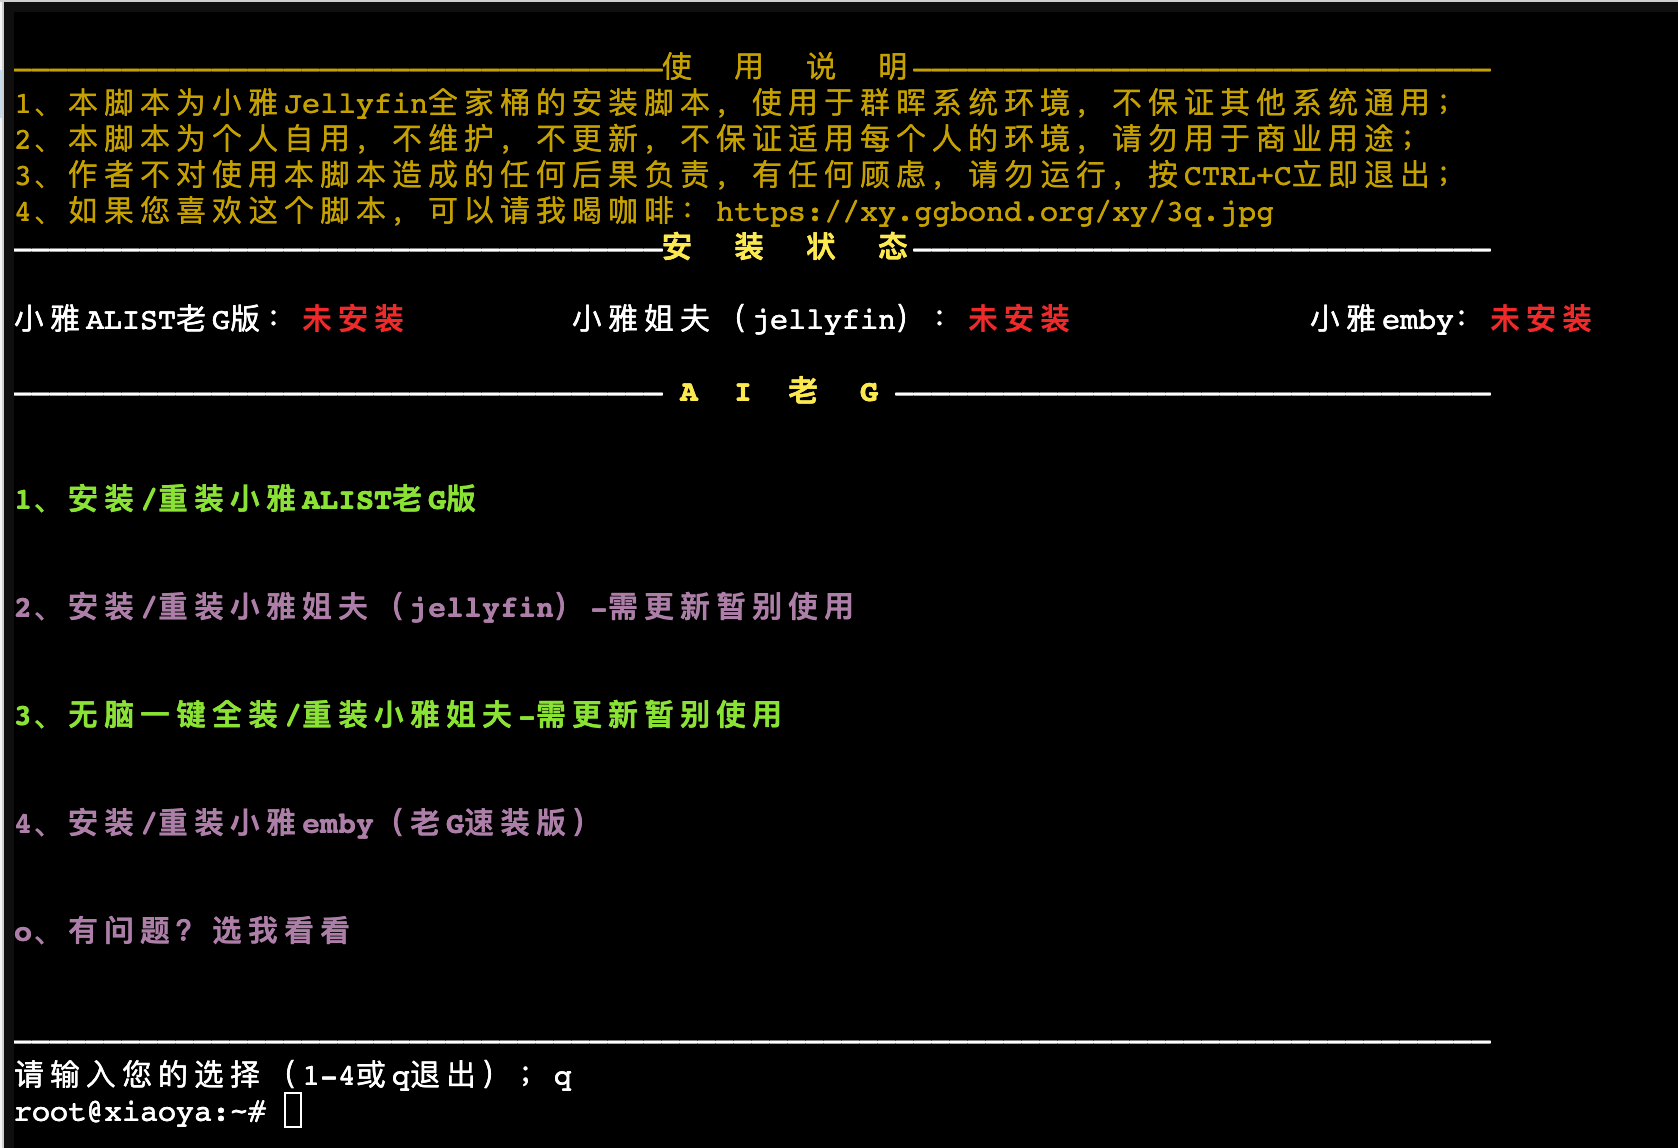 使 用 说 明
1、本脚本为小雅Jellyfin全家桶的安装脚本，使用于群晖系统环境，不保证其他系统通用；
2、本脚本为个人自用，不维护，不更新，不保证适用每个人的环境，请勿用于商业用途；
3、作者不对使用本脚本造成的任何后果负责，有任何顾虑，请勿运行，按CTRL+C立即退出；
4、如果您喜欢这个脚本，可以请我喝咖啡：https://xy.ggbond.org/xy/3q.jpg
安 装 状 态
小雅ALIST老G版：未安装 小雅姐夫（jellyfin）：未安装 小雅emby：未安装
A I 老 G
1、安装/重装小雅ALIST老G版
2、安装/重装小雅姐夫（jellyfin）-需更新暂别使用
3、无脑一键全装/重装小雅姐夫-需更新暂别使用
4、安装/重装小雅emby（老G速装版）
o、有问题？选我看看
请输入您的选择（1-4或q退出）；q
root@xiaoya:~#